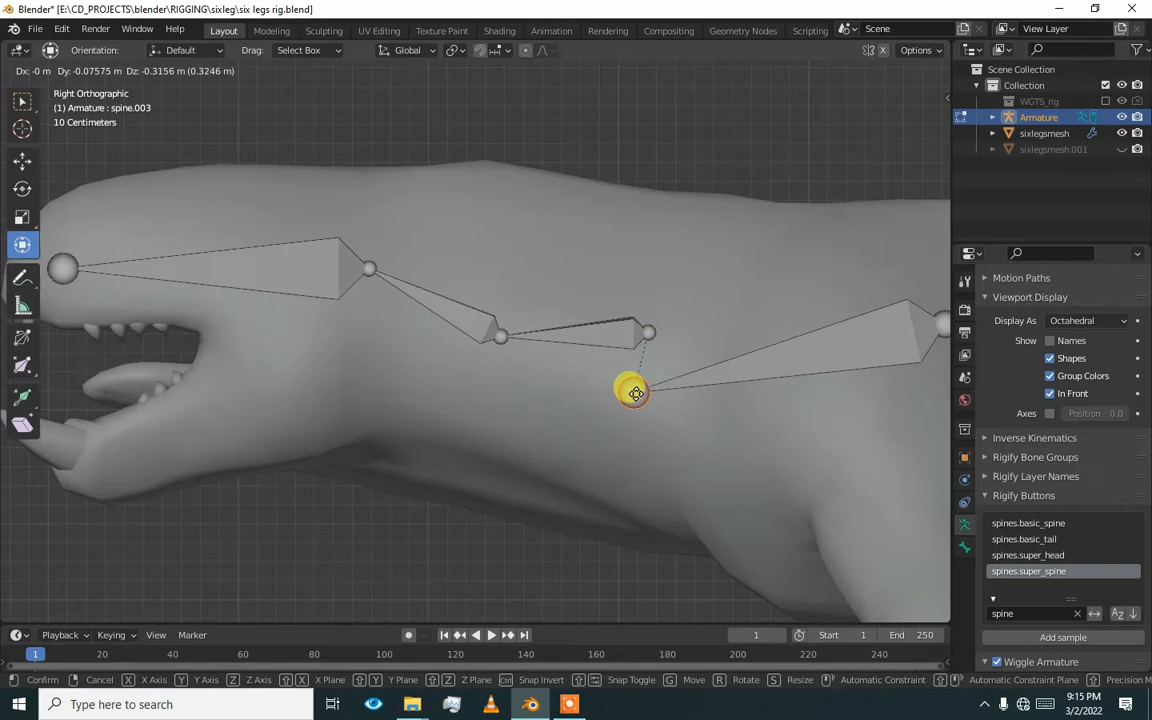 Blender* [E:\CD_PROJECTS\blender\RIGGING\sixleg\six legs rig.blend]
File Edit Render Window Help Layout Modeling Sculpting UV Editing Texture Paint Shading Animation Rendering Compositing Geometry Nodes Scripting Scene View Layer
Orientation: Default Drag: Select Box Global X Options
Dx: -0 m Dy: -0.07575 m Dz: -0.3156 m (0.3246 m)
Right Orthographic
(1) Armature : spine.003
10 Centimeters
Scene Collection
Collection
WGTS_rig
Armature
sixlegsmesh
sixlegsmesh.001
Motion Paths
Viewport Display
Display As Octahedral
Show Names
Shapes
Group Colors
In Front
Axes Position 0.0
Inverse Kinematics
Rigify Bone Groups
Rigify Layer Names
Rigify Buttons
spines.basic_spine
spines.basic_tail
spines.super_head
spines.super_spine
spine
Add sample
Wiggle Armature
Playback Keying View Marker 1 Start 1 End 250
1 20 40 60 80 100 120 140 160 180 200 220 240
Confirm Cancel X X Axis Y Y Axis Z Z Axis X X Plane Y Y Plane Z Z Plane Snap Invert Snap Toggle G Move R Rotate S Resize Automatic Constraint Automatic Constraint Plane Precision M
Type here to search
9:15 PM
3/2/2022